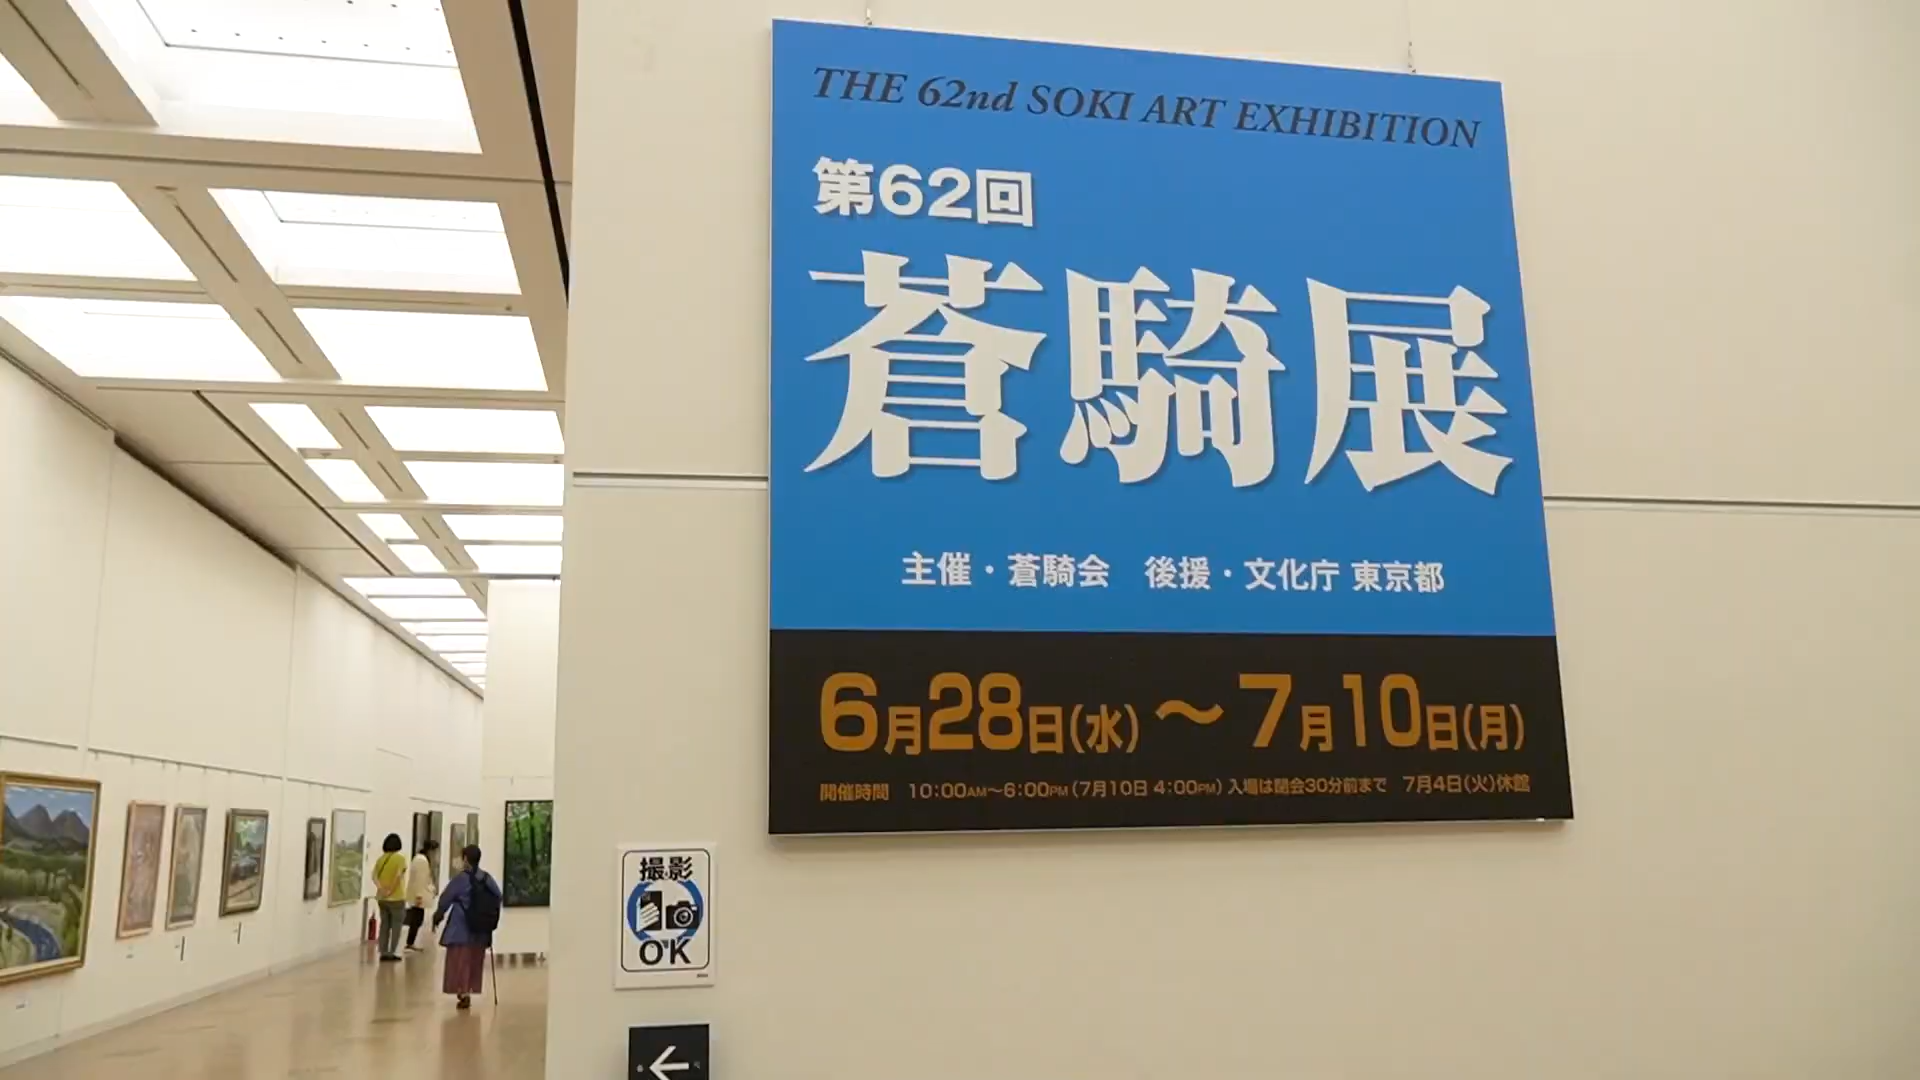 THE 62nd SOKI ART EXHIBITION
第62回
蒼騎展
主催・蒼騎会 後援・文化庁 東京都
6月28日(水)～7月10日(月)
開催時間 10:00AM～6:00PM(7月10日 4:00PM)入場は閉会30分前まで 7月4日(火)休館
撮影
OK